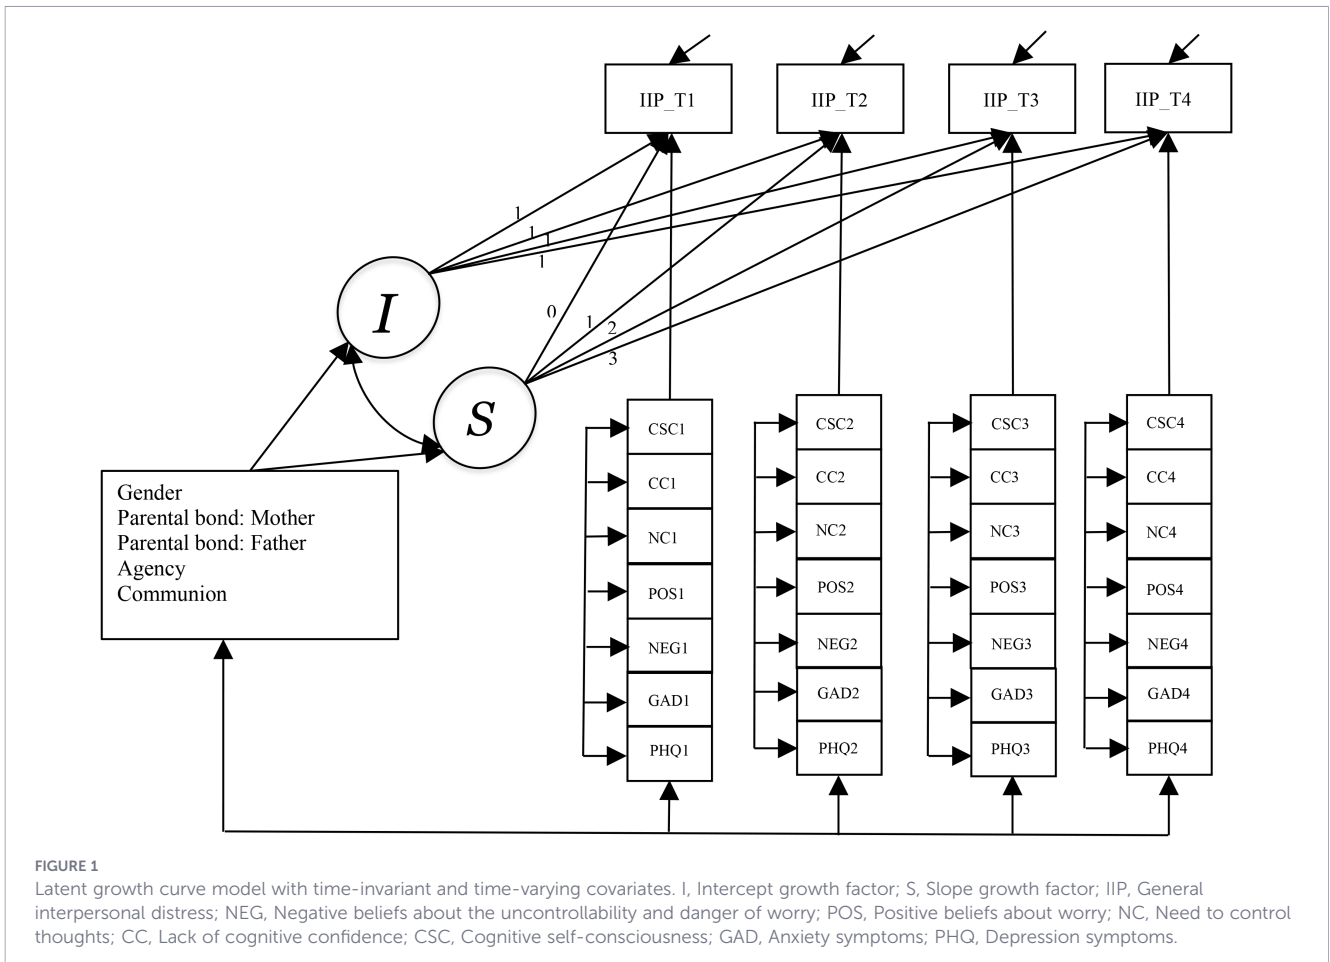 IIP_T1 IIP_T2 IIP_T3 IIP_T4
1
1
1
1
I
0
1
2
3
S
Gender
Parental bond: Mother
Parental bond: Father
Agency
Communion
CSC1 CSC2 CSC3 CSC4
CC1 CC2 CC3 CC4
NC1 NC2 NC3 NC4
POS1 POS2 POS3 POS4
NEG1 NEG2 NEG3 NEG4
GAD1 GAD2 GAD3 GAD4
PHQ1 PHQ2 PHQ3 PHQ4
FIGURE 1
Latent growth curve model with time-invariant and time-varying covariates. I, Intercept growth factor; S, Slope growth factor; IIP, General
interpersonal distress; NEG, Negative beliefs about the uncontrollability and danger of worry; POS, Positive beliefs about worry; NC, Need to control
thoughts; CC, Lack of cognitive confidence; CSC, Cognitive self-consciousness; GAD, Anxiety symptoms; PHQ, Depression symptoms.